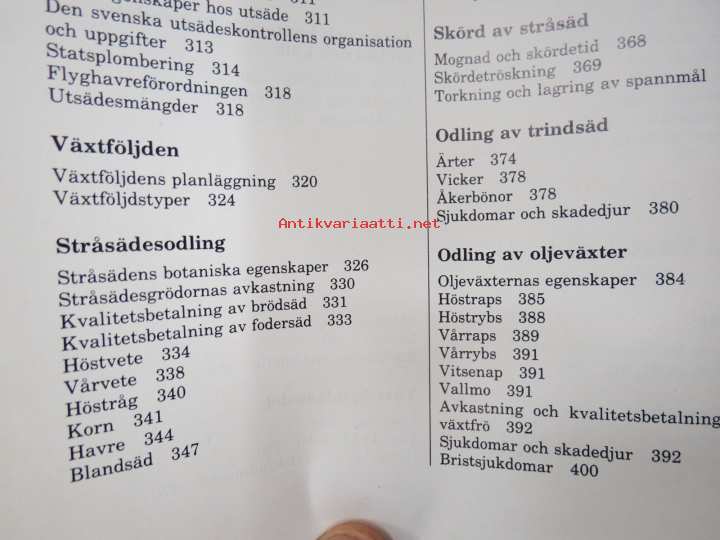 hos utsäde 311
Den svenska utsädeskontrollens organisation
och uppgifter 313
Statsplombering 314
Flyghavreförordningen 318
Utsädesmängder 318
Växtföljden
Växtföljdens planläggning 320
Växtföljdstyper 324
Stråsädesodling
Stråsädens botaniska egenskaper 326
Stråsädesgrödornas avkastning 330
Kvalitetsbetalning av brödsäd 331
Kvalitetsbetalning av fodersäd 333
Höstvete 334
Vårvete 338
Höstråg 340
Korn 341
Havre 344
Blandsäd 347
Skörd av stråsäd
Mognad och skördetid 368
Skördetröskning 369
Torkning och lagring av spannmål
Odling av trindsäd
Ärter 374
Vicker 378
Åkerbönor 378
Sjukdomar och skadedjur 380
Odling av oljeväxter
Oljeväxternas egenskaper 384
Höstraps 385
Höstrybs 388
Vårraps 389
Vårrybs 391
Vitsenap 391
Vallmo 391
Avkastning och kvalitetsbetalning
växtfrö 392
Sjukdomar och skadedjur 392
Bristsjukdomar 400
Antikvariaatti.net